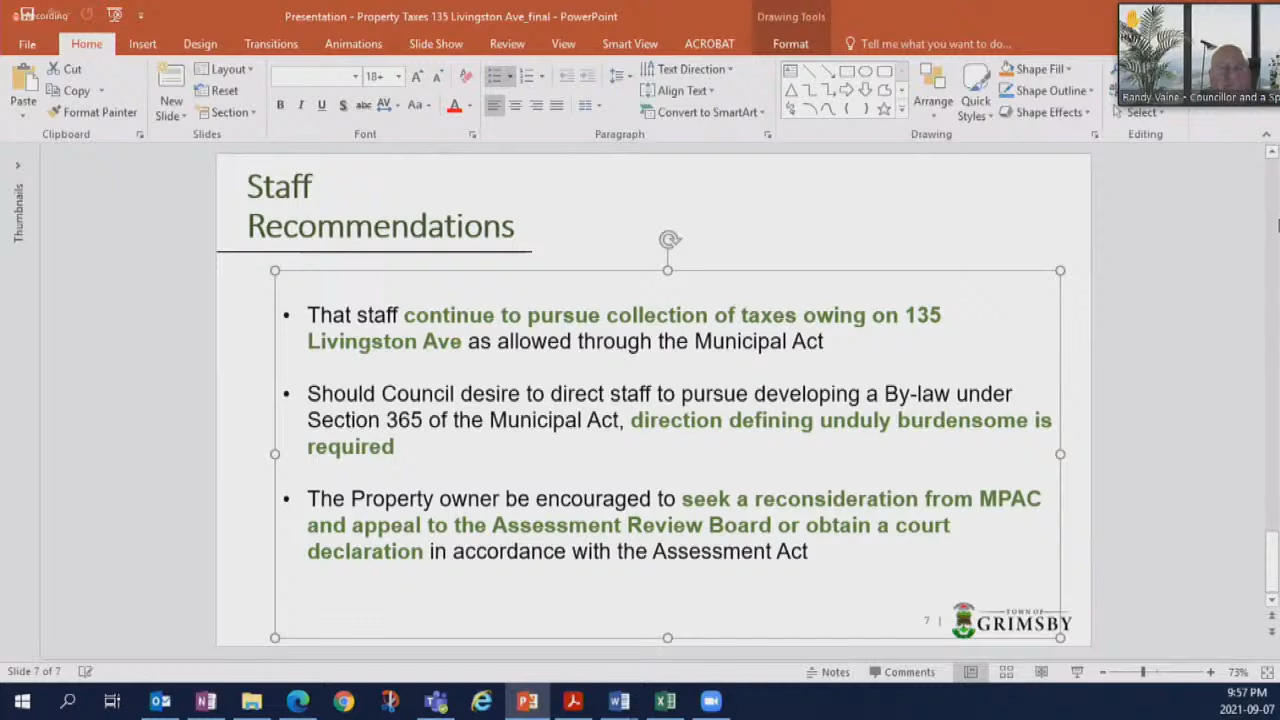 Recording
Presentation - Property Taxes 135 Livingston Ave_final - PowerPoint
Drawing Tools
File Home Insert Design Transitions Animations Slide Show Review View Smart View ACROBAT Format Tell me what you want to do...
Paste
Cut
Copy
Format Painter
Clipboard
New
Slide
Layout
Reset
Section
Slides
18+
B I U S abc AV Aa A
Font
Text Direction
Align Text
Convert to SmartArt
Paragraph
Arrange
Quick
Styles
Shape Fill
Shape Outline
Shape Effects
Drawing
Select
Editing
Randy Vaine - Councillor and a Sp
Thumbnails
Staff
Recommendations
• That staff continue to pursue collection of taxes owing on 135
Livingston Ave as allowed through the Municipal Act
• Should Council desire to direct staff to pursue developing a By-law under
Section 365 of the Municipal Act, direction defining unduly burdensome is
required
• The Property owner be encouraged to seek a reconsideration from MPAC
and appeal to the Assessment Review Board or obtain a court
declaration in accordance with the Assessment Act
7 |
TOWN OF
GRIMSBY
Slide 7 of 7
Notes
Comments
73%
9:57 PM
2021-09-07